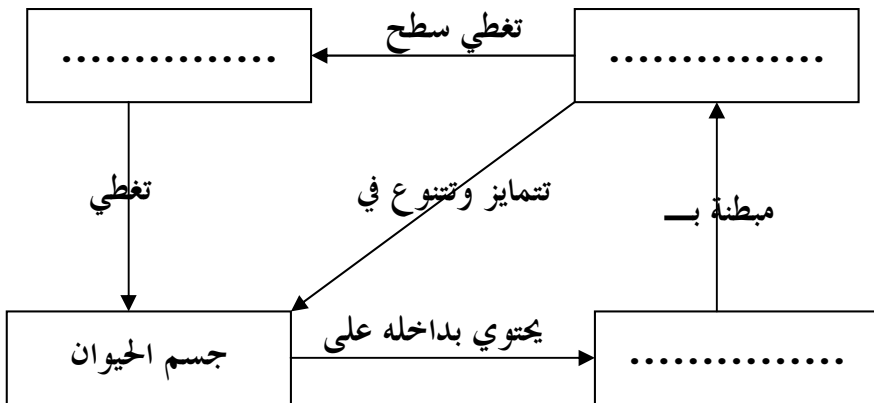 تغطي سطح
...............
...............
تغطي
تتمايز وتتنوع في
مبطنة بـــ
جسم الحيوان
يحتوي بداخله على
...............